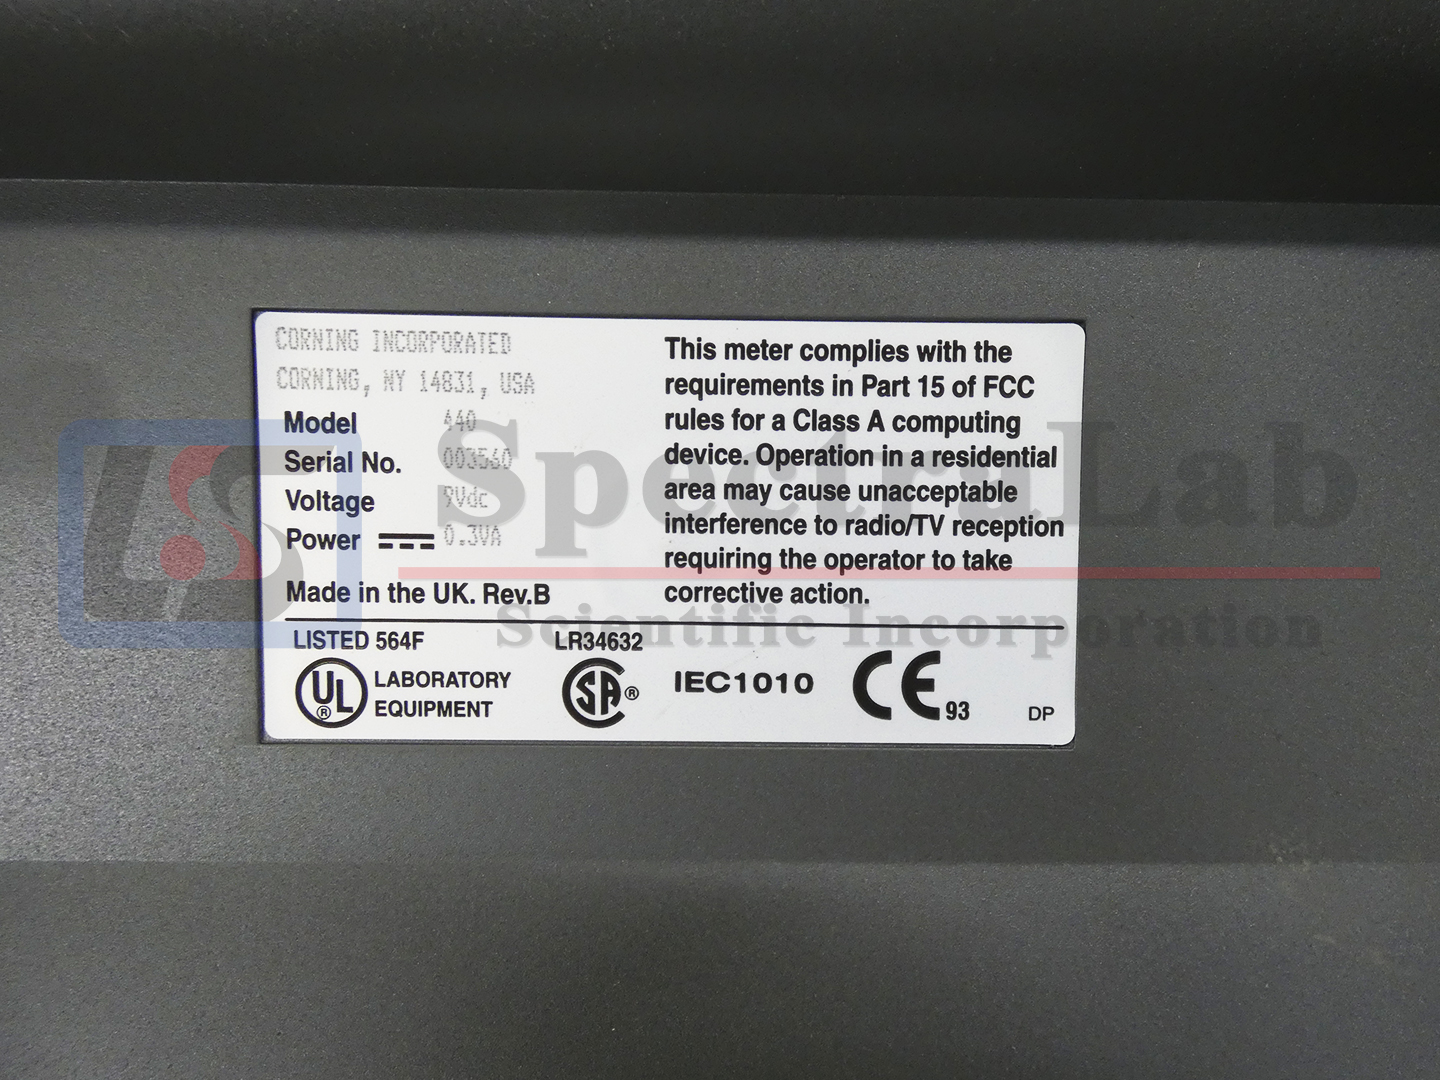 CORNING INCORPORATED
CORNING, NY 14831, USA
Model 440
Serial No. 003560
Voltage 9Vdc
Power 0.3VA
Made in the UK. Rev.B
This meter complies with the
requirements in Part 15 of FCC
rules for a Class A computing
device. Operation in a residential
area may cause unacceptable
interference to radio/TV reception
requiring the operator to take
corrective action.
LISTED 564F
UL ® LABORATORY
EQUIPMENT
LR34632
SA ®
IEC1010
CE 93
DP
SpectraLab
Scientific Incorporation